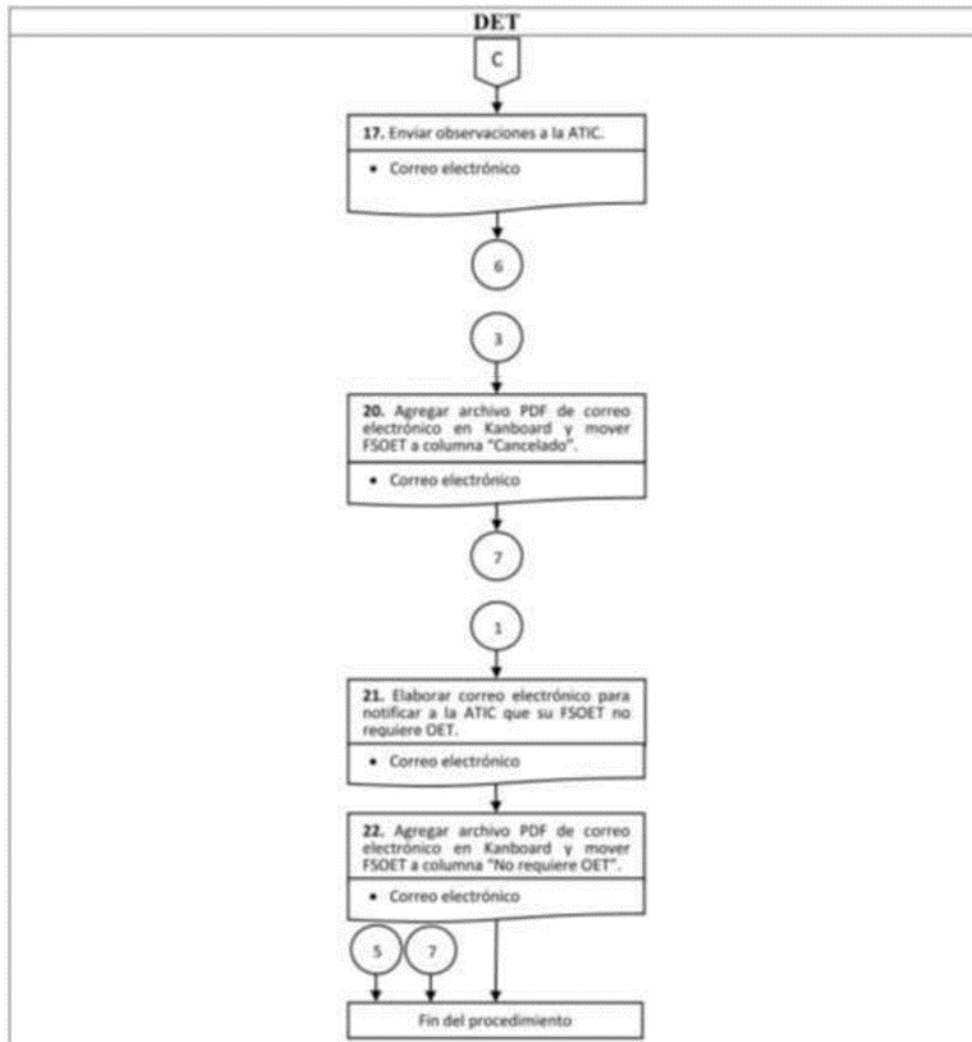 DET
C
17. Enviar observaciones a la ATIC.
• Correo electrónico
6
3
20. Agregar archivo PDF de correo
electrónico en Kanboard y mover
FSOET a columna "Cancelado".
• Correo electrónico
7
1
21. Elaborar correo electrónico para
notificar a la ATIC que su FSOET no
requiere OET.
• Correo electrónico
22. Agregar archivo PDF de correo
electrónico en Kanboard y mover
FSOET a columna "No requiere OET".
• Correo electrónico
5 7
Fin del procedimiento